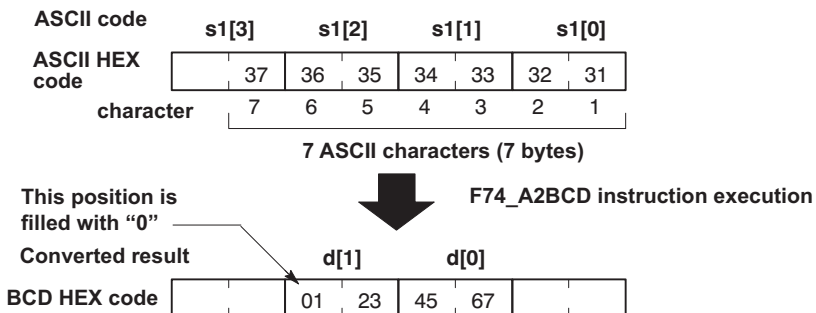 ASCII code s1[3] s1[2] s1[1] s1[0]
ASCII HEX code 37 36 35 34 33 32 31
character 7 6 5 4 3 2 1
7 ASCII characters (7 bytes)
This position is filled with “0”
F74_A2BCD instruction execution
Converted result d[1] d[0]
BCD HEX code 01 23 45 67